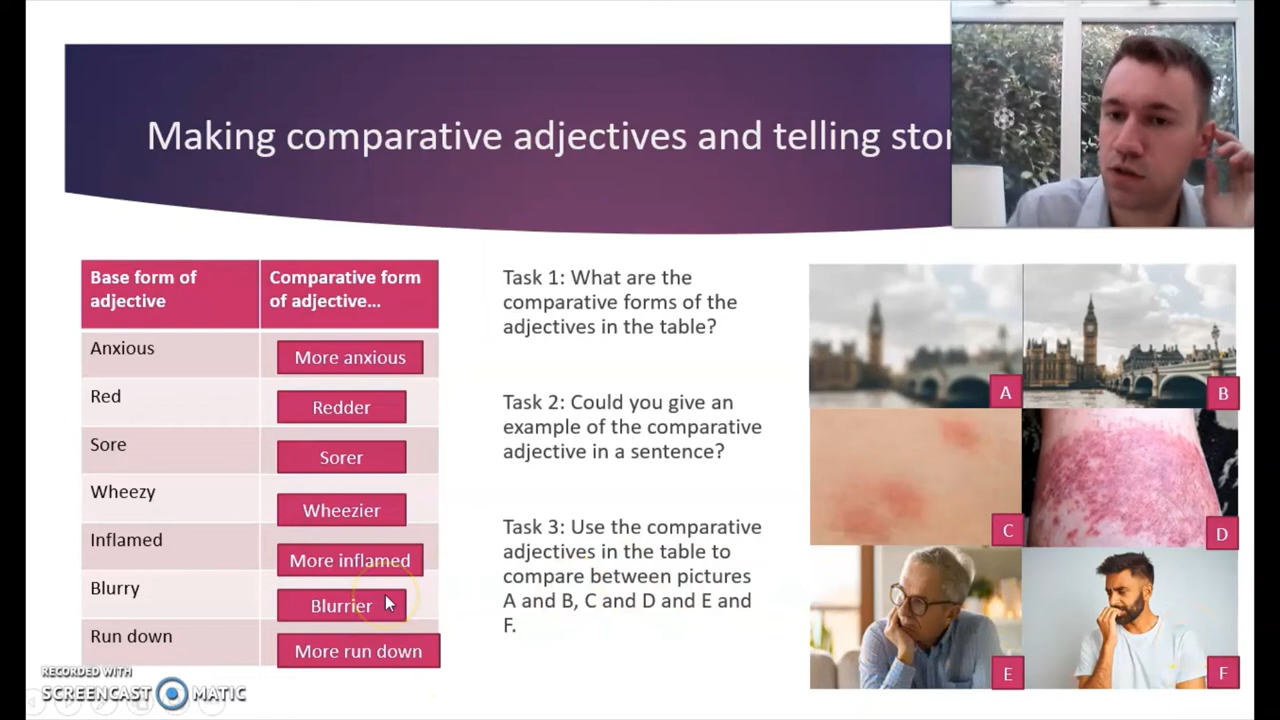 Making comparative adjectives and telling
Base form of
adjective
Comparative form
of adjective...
Anxious
More anxious
Red
Redder
Sore
Sorer
Wheezy
Wheezier
Inflamed
More inflamed
Blurry
Blurrier
Run down
More run down
Task 1: What are the
comparative forms of the
adjectives in the table?
Task 2: Could you give an
example of the comparative
adjective in a sentence?
Task 3: Use the comparative
adjectives in the table to
compare between pictures
A and B, C and D and E and
F.
A
B
C
D
E
F
RECORDED WITH
SCREENCAST MATIC